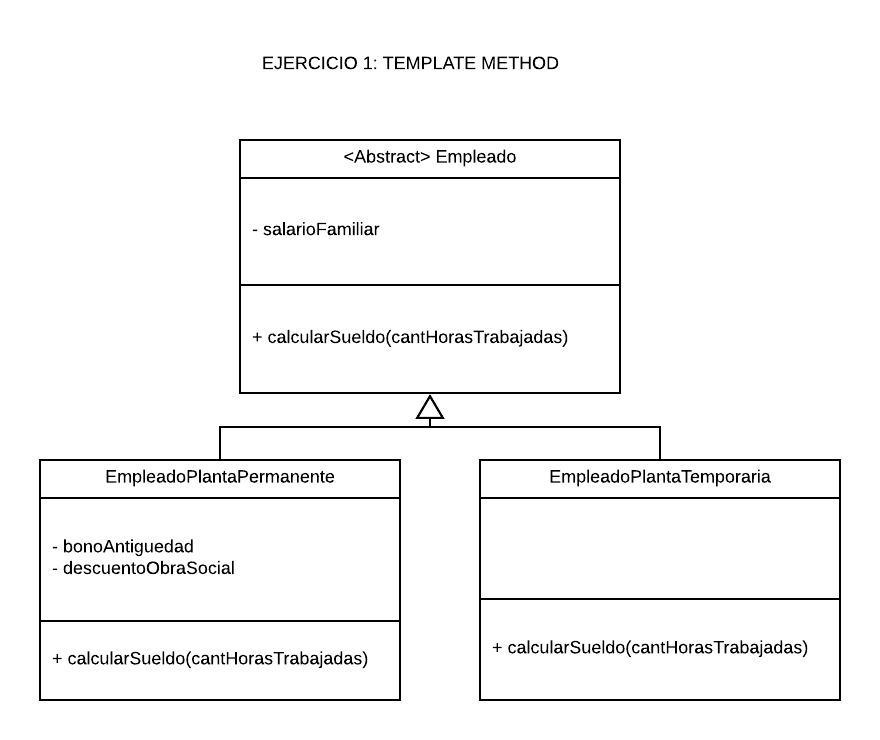 EJERCICIO 1: TEMPLATE METHOD
<Abstract> Empleado
- salarioFamiliar
+ calcularSueldo(cantHorasTrabajadas)
EmpleadoPlantaPermanente
- bonoAntiguedad
- descuentoObraSocial
+ calcularSueldo(cantHorasTrabajadas)
EmpleadoPlantaTemporaria
+ calcularSueldo(cantHorasTrabajadas)